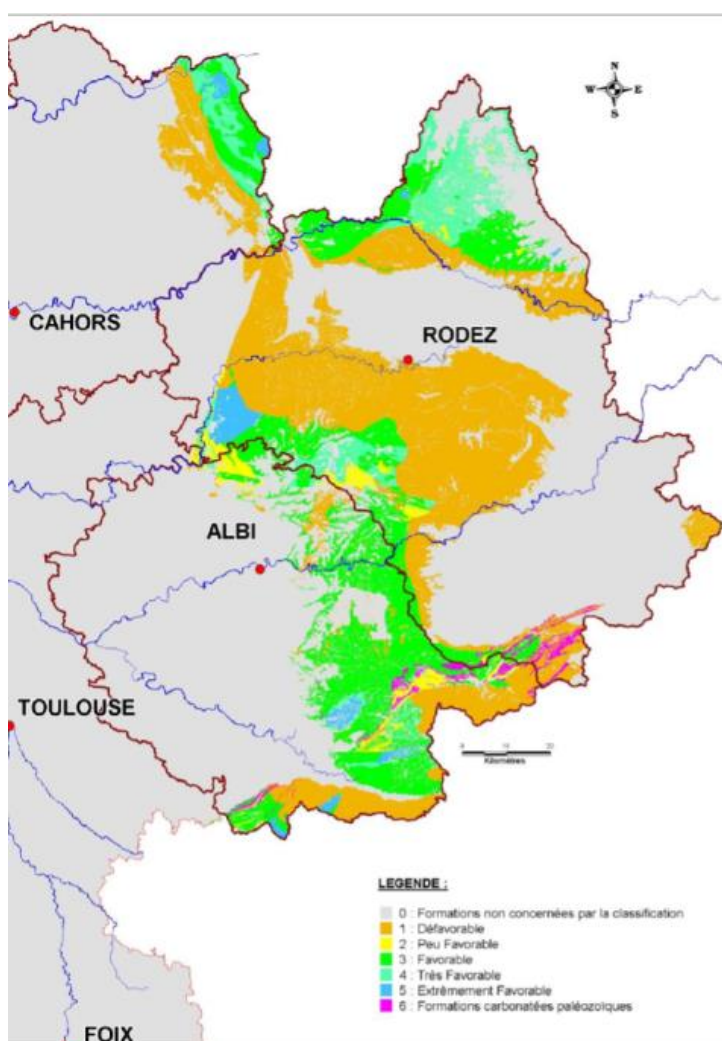 N
W E
S
CAHORS
RODEZ
ALBI
TOULOUSE
Kilomètres
LEGENDE :
0 : Formations non concernées par la classification
1 : Défavorable
2 : Peu Favorable
3 : Favorable
4 : Très Favorable
5 : Extrêmement Favorable
6 : Formations carbonatées paléozoïques
FOIX